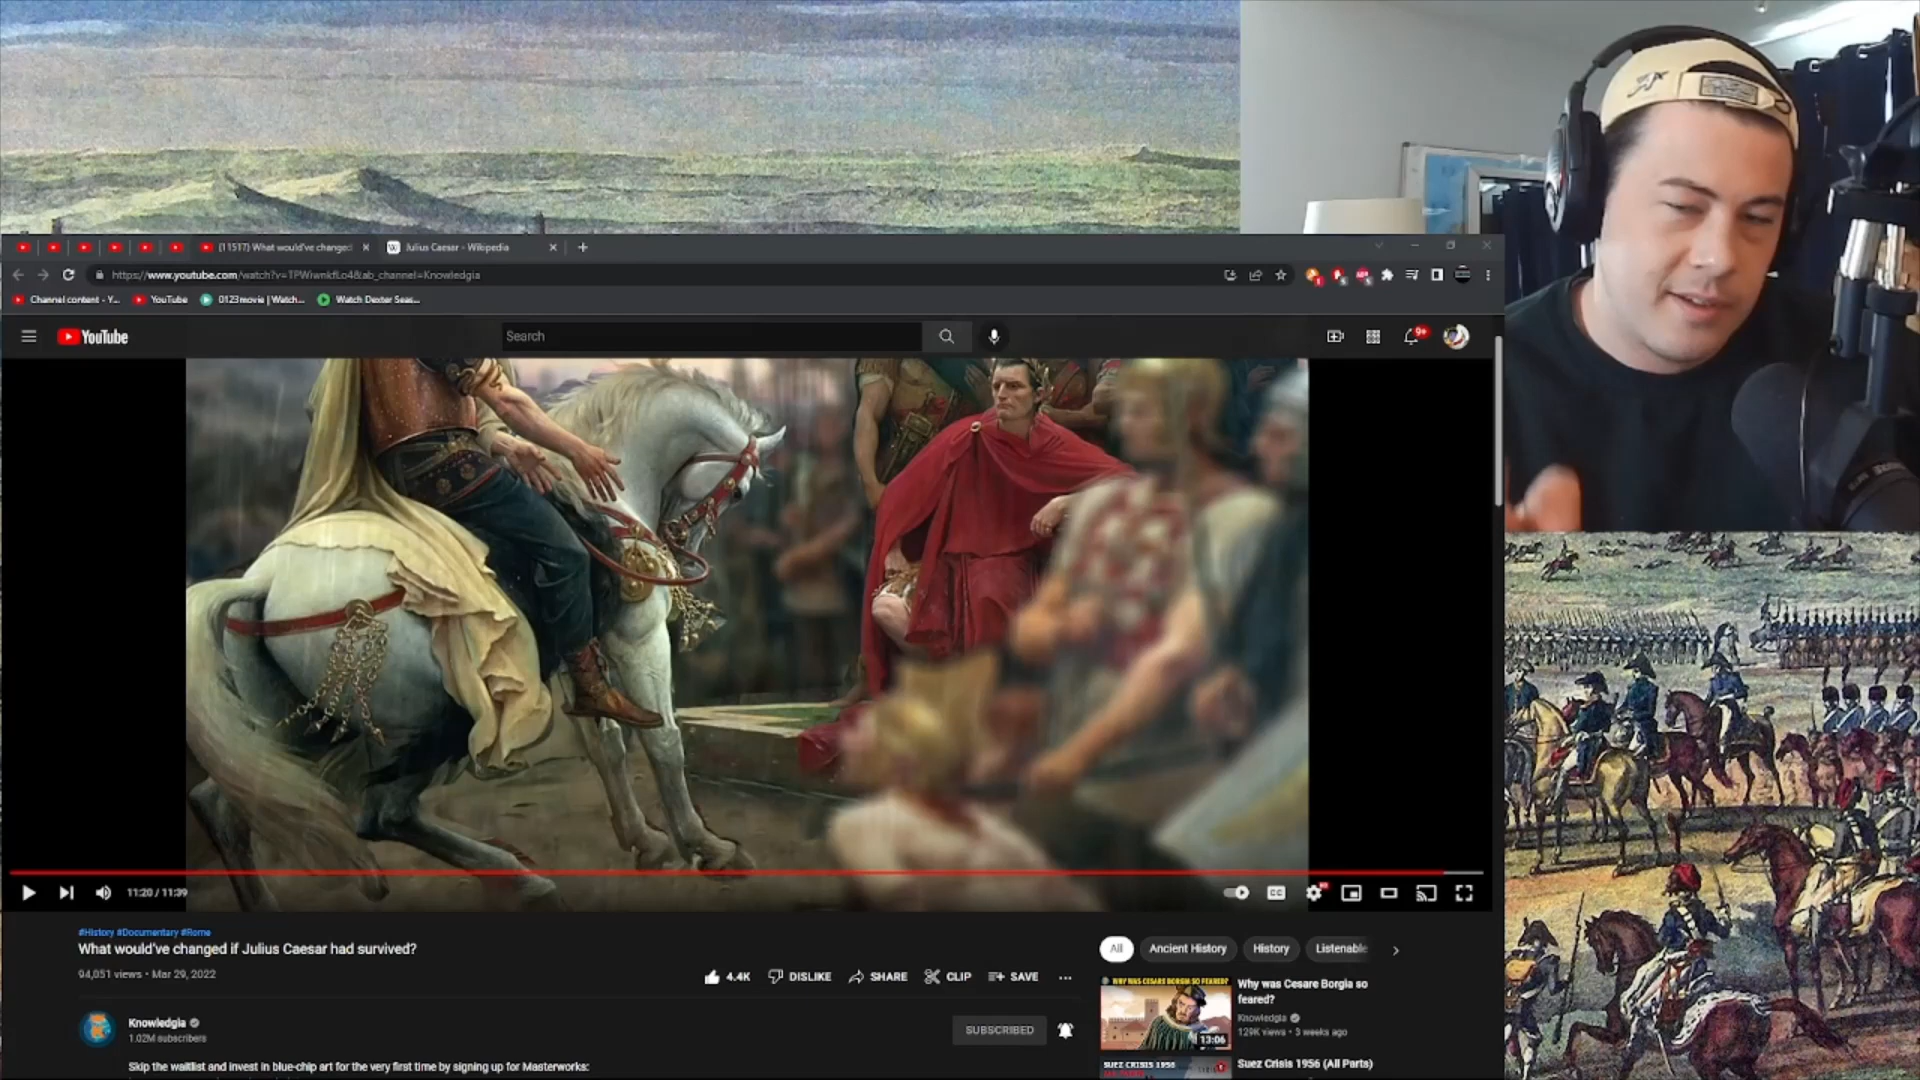 (11517) What would've changed
Julius Caesar - Wikipedia
https://www.youtube.com/watch?v=TPWiwnkfLo4&ab_channel=Knowledgia
Channel content - Y...
YouTube
0123movie | Watch...
Watch Dexter Seas...
YouTube
Search
9+
11:20 / 11:39
CC
#History #Documentary #Rome
What would've changed if Julius Caesar had survived?
94,051 views • Mar 29, 2022
4.4K
DISLIKE
SHARE
CLIP
SAVE
Knowledgia
1.02M subscribers
SUBSCRIBED
Skip the waitlist and invest in blue-chip art for the very first time by signing up for Masterworks:
All
Ancient History
History
Listenable
WHY WAS CESARE BORGIA SO FEARED?
13:06
Why was Cesare Borgia so
feared?
Knowledgia
129K views • 3 weeks ago
SUEZ CRISIS 1956
Suez Crisis 1956 (All Parts)